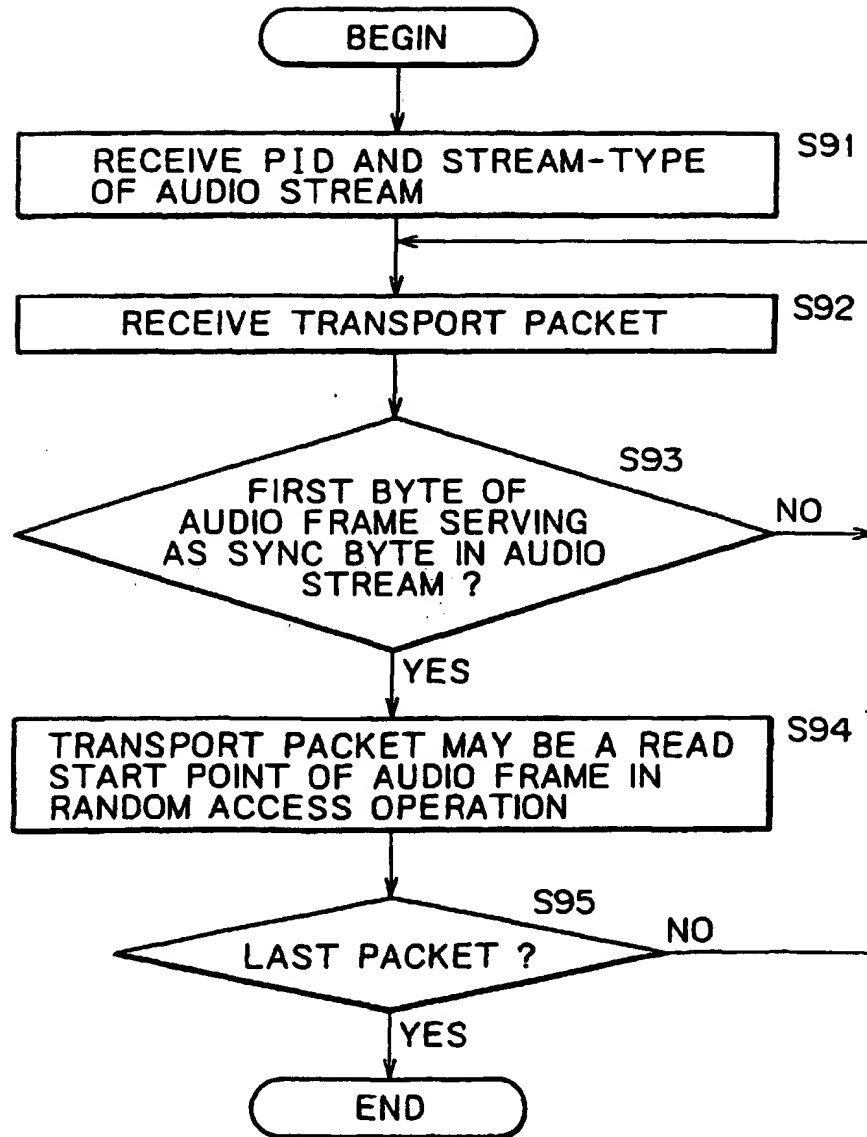 BEGIN
S91
RECEIVE PID AND STREAM-TYPE
OF AUDIO STREAM
S92
RECEIVE TRANSPORT PACKET
S93
FIRST BYTE OF
AUDIO FRAME SERVING
AS SYNC BYTE IN AUDIO
STREAM ?
NO
YES
S94
TRANSPORT PACKET MAY BE A READ
START POINT OF AUDIO FRAME IN
RANDOM ACCESS OPERATION
S95
LAST PACKET ?
NO
YES
END